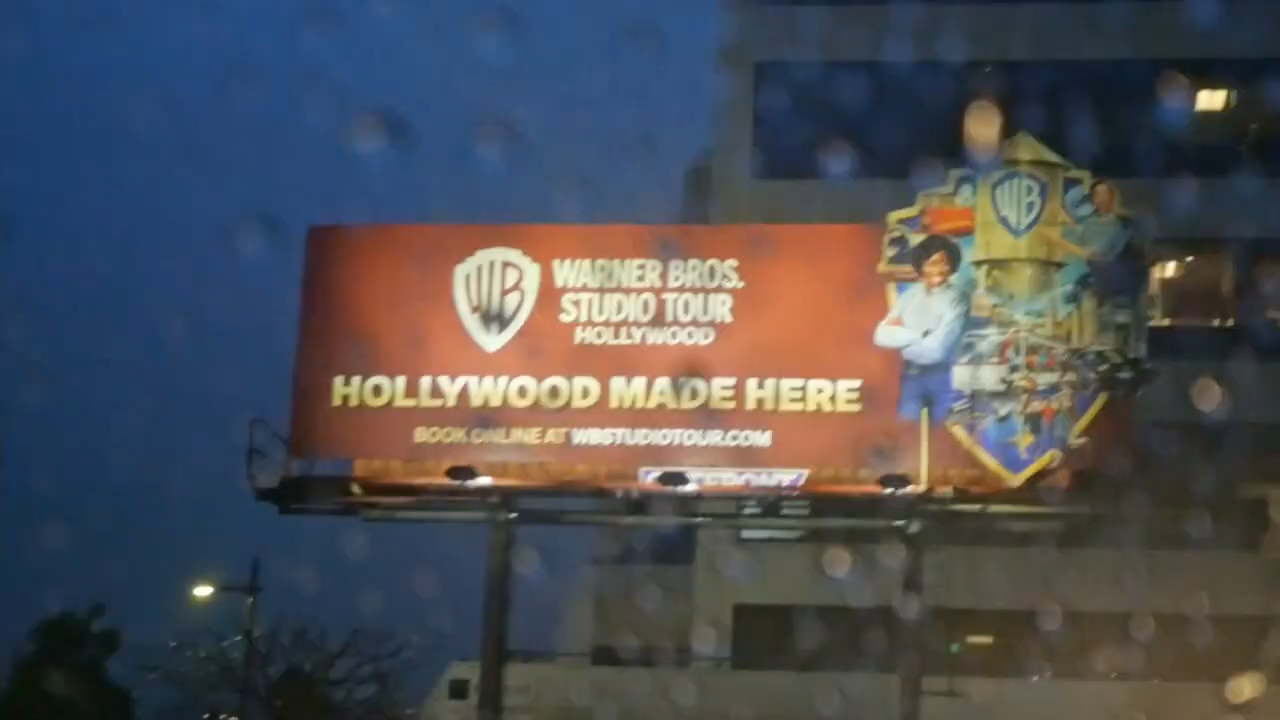 WB
WB
WARNER BROS.
STUDIO TOUR
HOLLYWOOD
HOLLYWOOD MADE HERE
BOOK ONLINE AT WBSTUDIOTOUR.COM